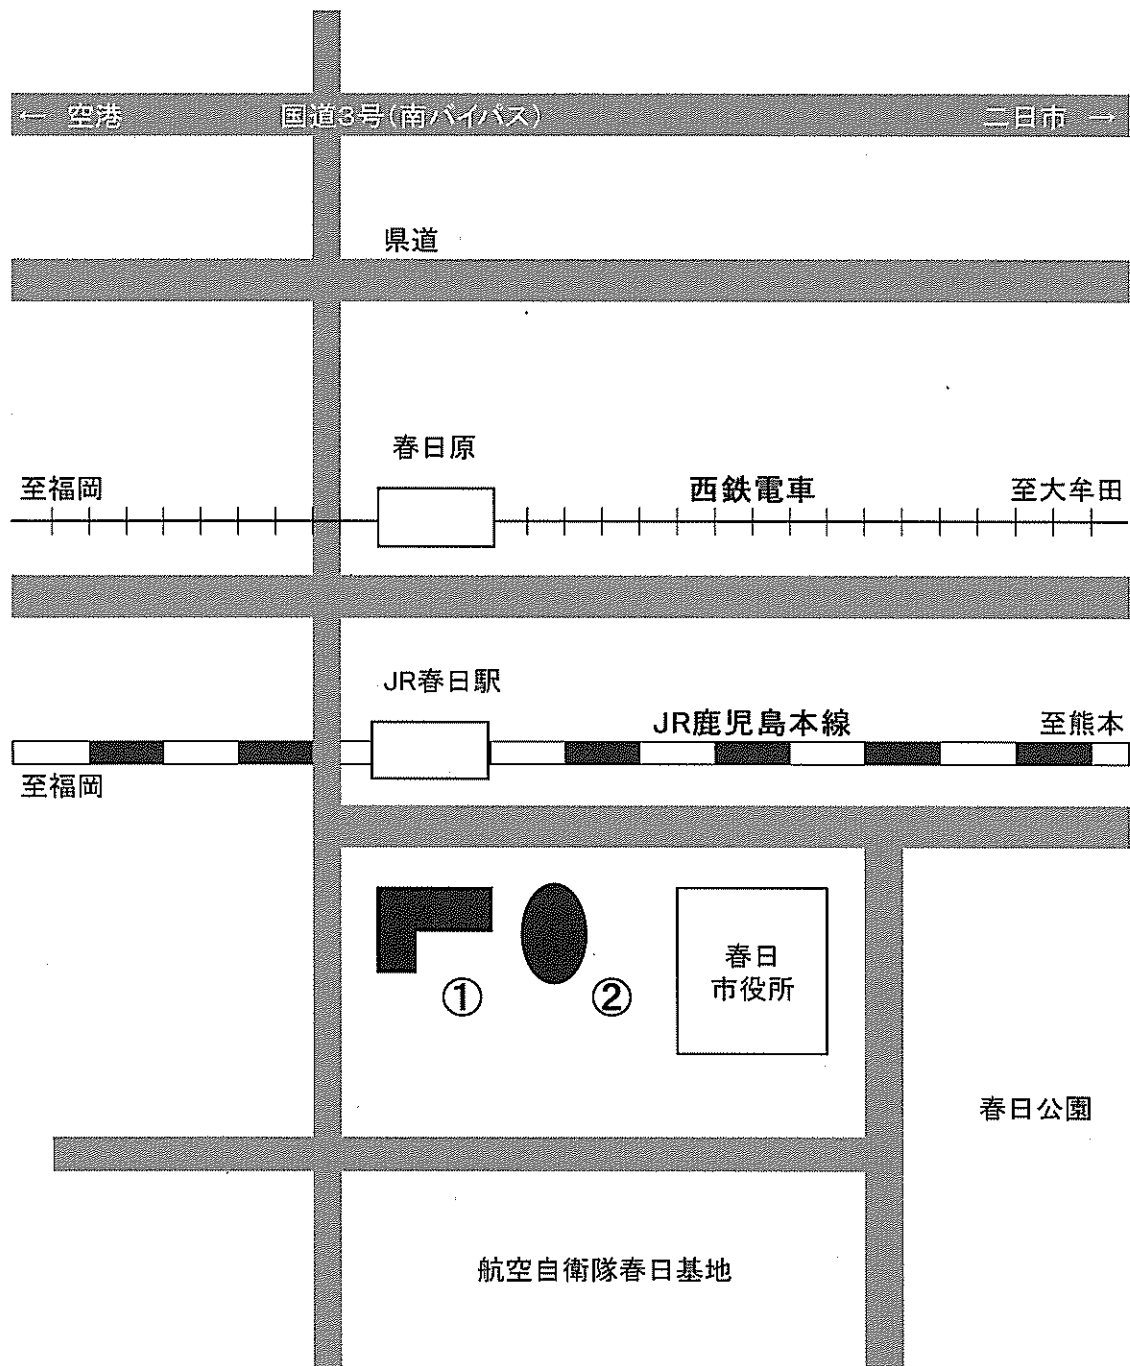 ← 空港 国道3号(南バイパス) 二日市 →
県道
春日原
至福岡 西鉄電車 至大牟田
JR春日駅
JR鹿児島本線 至熊本
至福岡
春日
市役所
① ②
春日公園
航空自衛隊春日基地